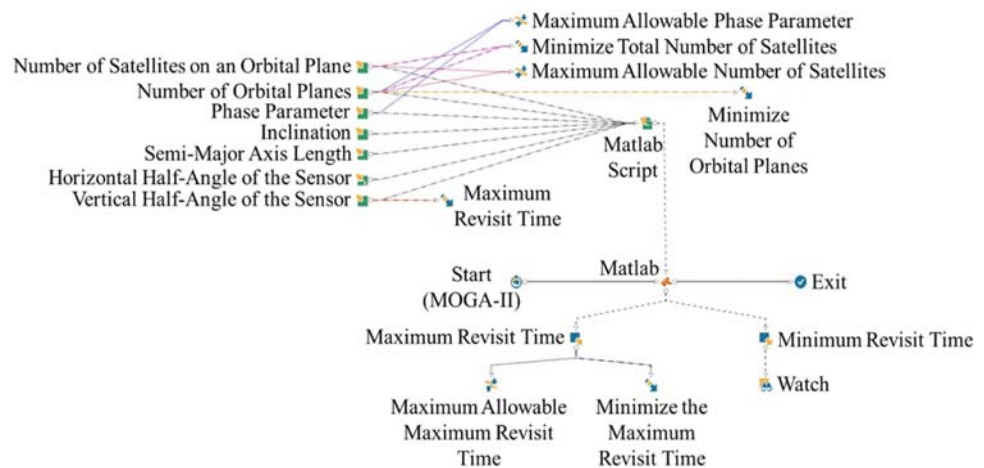 Maximum Allowable Phase Parameter
Minimize Total Number of Satellites
Number of Satellites on an Orbital Plane
Maximum Allowable Number of Satellites
Number of Orbital Planes
Phase Parameter
Minimize
Number of
Orbital Planes
Inclination
Matlab
Script
Semi-Major Axis Length
Horizontal Half-Angle of the Sensor
Vertical Half-Angle of the Sensor
Maximum
Revisit Time
Start
(MOGA-II)
Matlab
Exit
Maximum Revisit Time
Minimum Revisit Time
Watch
Maximum Allowable
Maximum Revisit
Time
Minimize the
Maximum
Revisit Time